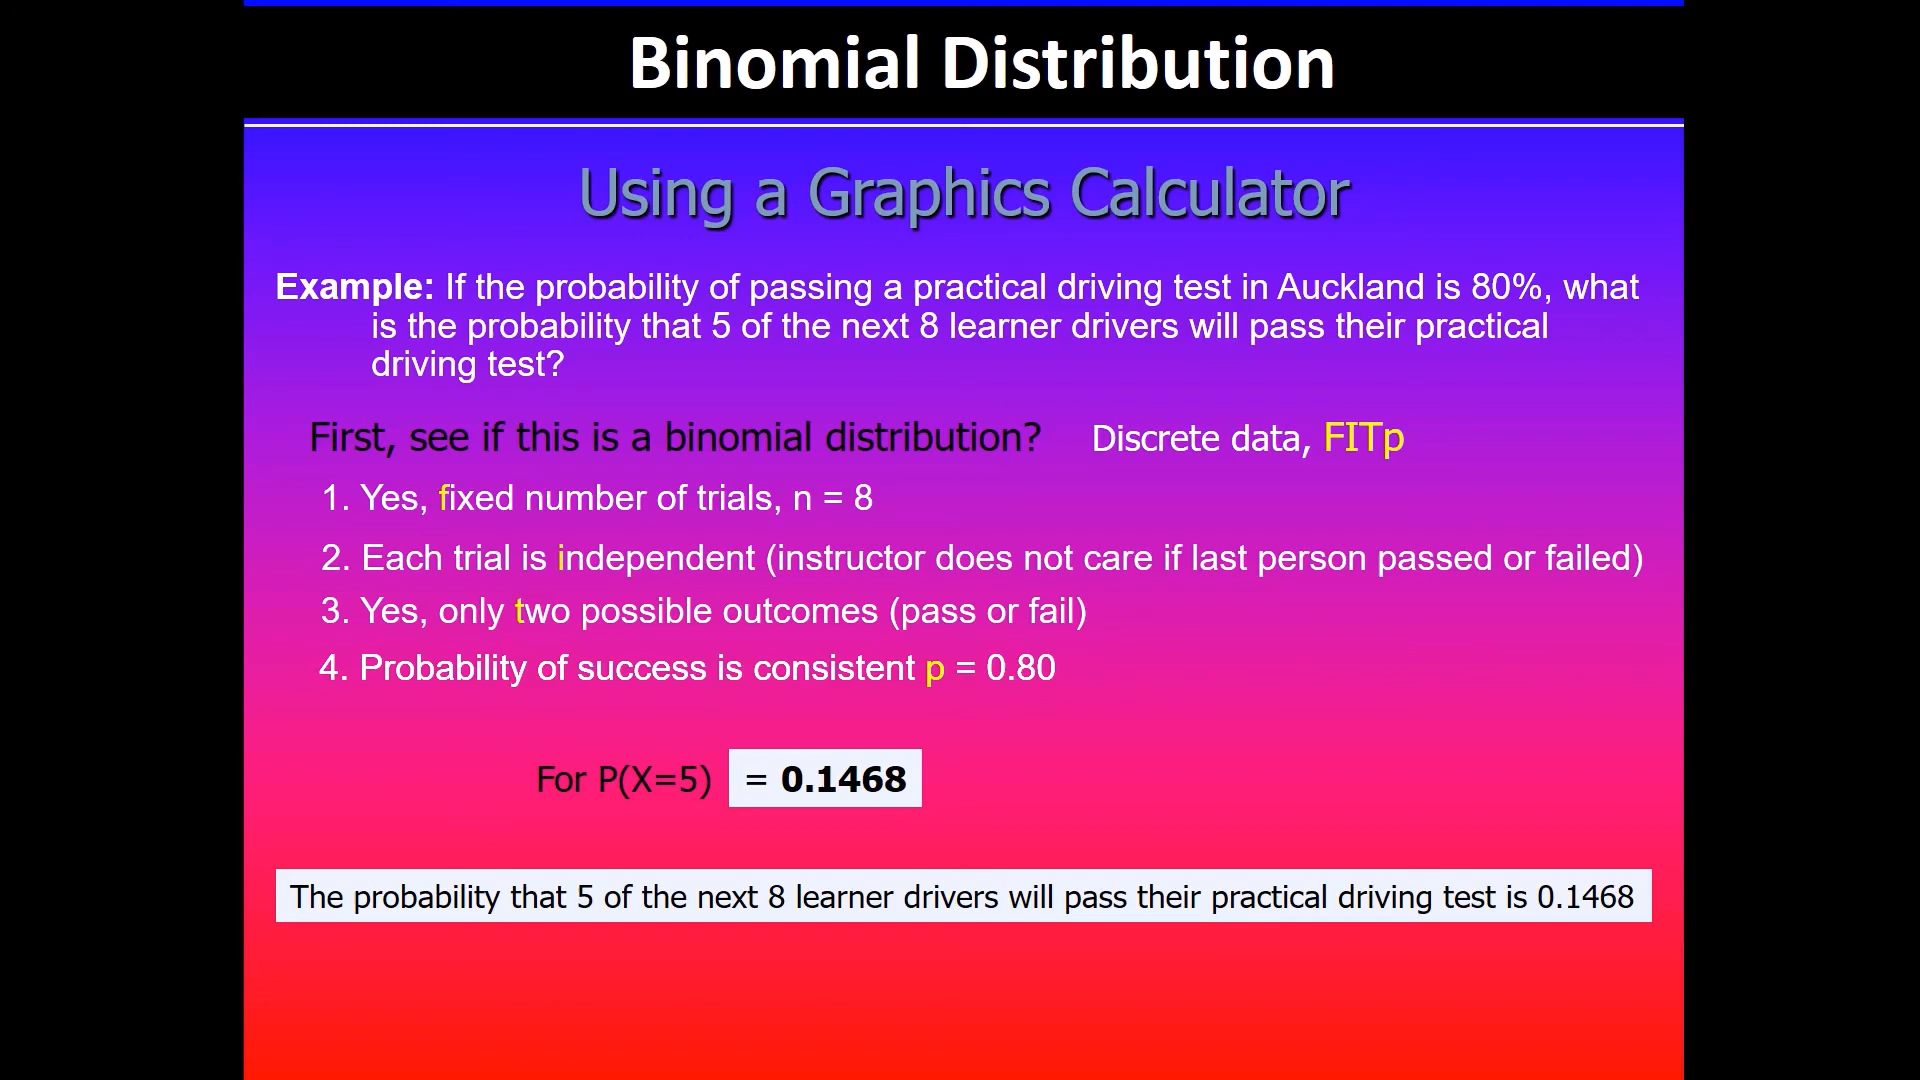 Binomial Distribution
Using a Graphics Calculator
Example: If the probability of passing a practical driving test in Auckland is 80%, what
is the probability that 5 of the next 8 learner drivers will pass their practical
driving test?
First, see if this is a binomial distribution? Discrete data, FITp
1. Yes, fixed number of trials, n = 8
2. Each trial is independent (instructor does not care if last person passed or failed)
3. Yes, only two possible outcomes (pass or fail)
4. Probability of success is consistent p = 0.80
For P(X=5) = 0.1468
The probability that 5 of the next 8 learner drivers will pass their practical driving test is 0.1468